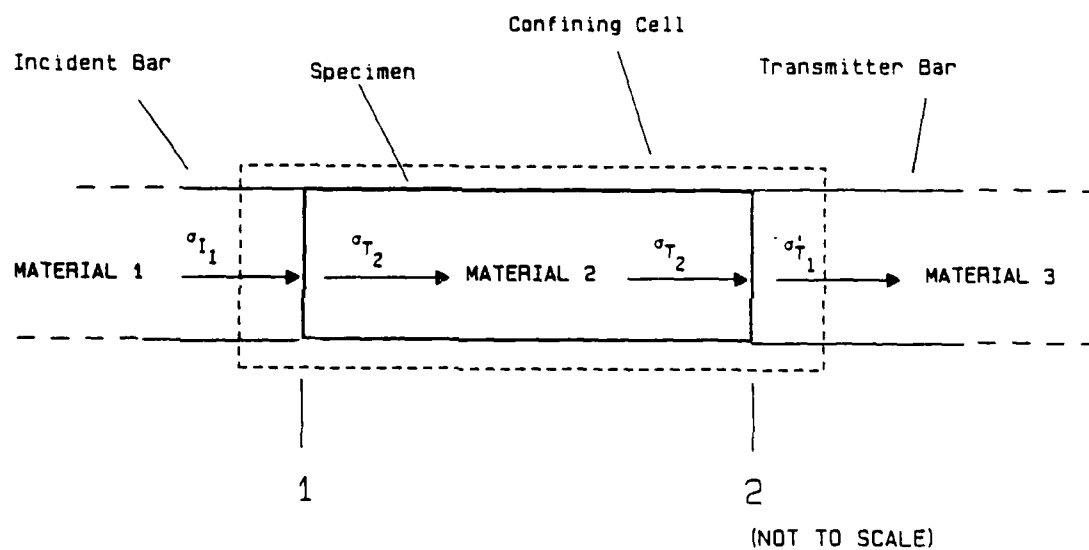 Confining Cell
Incident Bar
Specimen
Transmitter Bar
σI1
σT2
σT2
σ'T1
MATERIAL 1
MATERIAL 2
MATERIAL 3
1
2
(NOT TO SCALE)